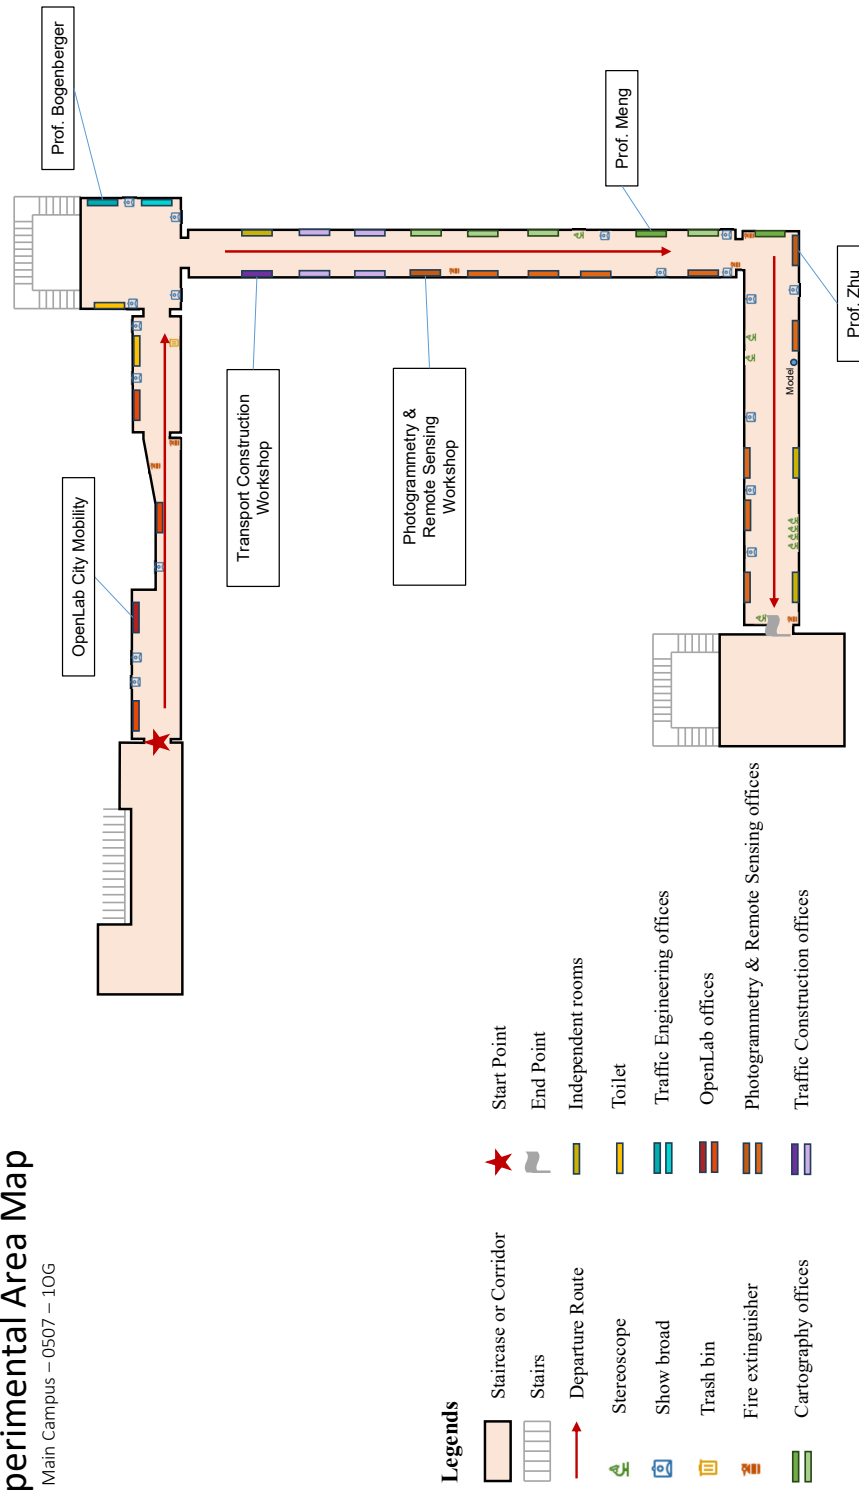 perimental Area Map
Main Campus – 0507 – 1OG
OpenLab City Mobility
Prof. Bogenberger
Transport Construction
Workshop
Photogrammetry &
Remote Sensing
Workshop
Prof. Meng
Prof. Zhu
Model
Legends
Staircase or Corridor
Stairs
Departure Route
Stereoscope
Show broad
Trash bin
Fire extinguisher
Cartography offices
Start Point
End Point
Independent rooms
Toilet
Traffic Engineering offices
OpenLab offices
Photogrammetry & Remote Sensing offices
Traffic Construction offices